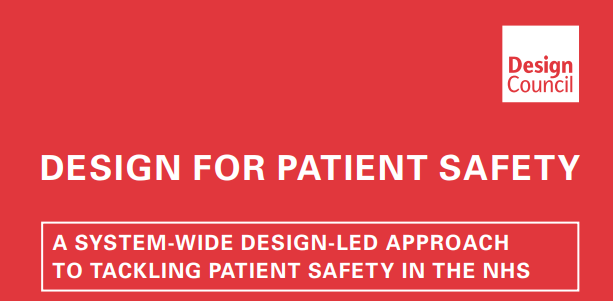 Design
Council
DESIGN FOR PATIENT SAFETY
A SYSTEM-WIDE DESIGN-LED APPROACH
TO TACKLING PATIENT SAFETY IN THE NHS